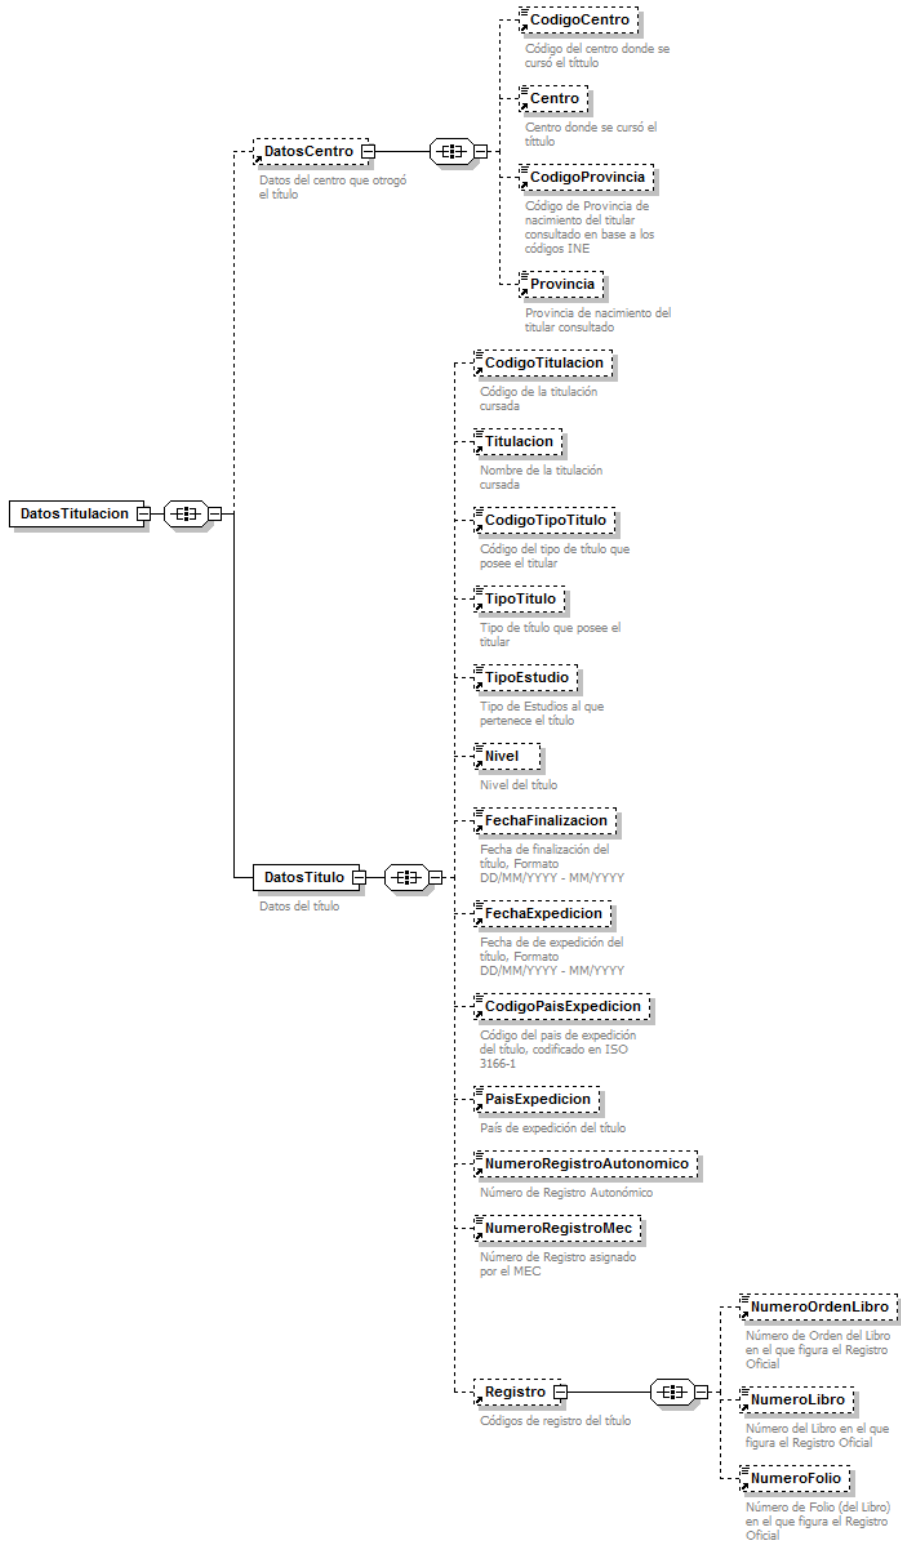 CodigoCentro
Código del centro donde se
cursó el títtulo
Centro
Centro donde se cursó el
títtulo
DatosCentro
Datos del centro que otrogó
el título
CodigoProvincia
Código de Provincia de
nacimiento del titular
consultado en base a los
códigos INE
Provincia
Provincia de nacimiento del
titular consultado
CodigoTitulacion
Código de la titulación
cursada
Titulacion
Nombre de la titulación
cursada
DatosTitulacion
CodigoTipoTitulo
Código del tipo de título que
posee el titular
TipoTitulo
Tipo de título que posee el
titular
TipoEstudio
Tipo de Estudios al que
pertenece el título
Nivel
Nivel del título
FechaFinalizacion
Fecha de finalización del
título, Formato
DD/MM/YYYY - MM/YYYY
DatosTitulo
Datos del título
FechaExpedicion
Fecha de de expedición del
título, Formato
DD/MM/YYYY - MM/YYYY
CodigoPaisExpedicion
Código del pais de expedición
del título, codificado en ISO
3166-1
PaisExpedicion
País de expedición del título
NumeroRegistroAutonomico
Número de Registro Autonómico
NumeroRegistroMec
Número de Registro asignado
por el MEC
Registro
Códigos de registro del título
NumeroOrdenLibro
Número de Orden del Libro
en el que figura el Registro
Oficial
NumeroLibro
Número del Libro en el que
figura el Registro Oficial
NumeroFolio
Número de Folio (del Libro)
en el que figura el Registro
Oficial